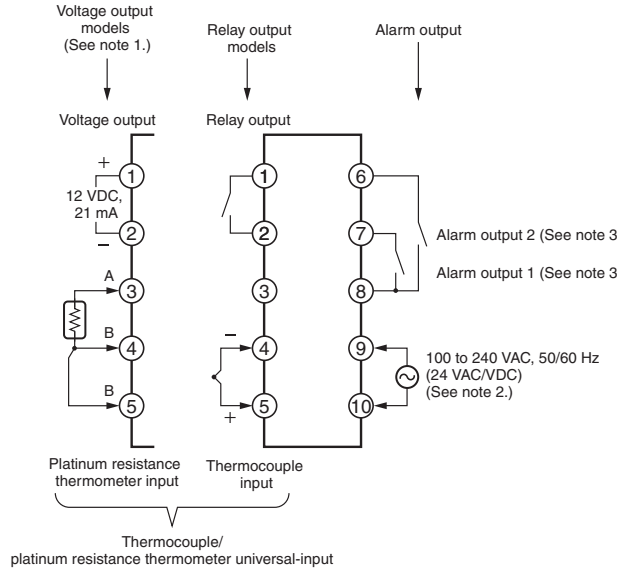 Voltage output
models
(See note 1.)
Relay output
models
Alarm output
Voltage output
Relay output
+
1
12 VDC,
21 mA
2
−
A
3
B
4
B
5
1
2
3
−
4
5
+
6
7
8
9
10
Alarm output 2 (See note 3
Alarm output 1 (See note 3
100 to 240 VAC, 50/60 Hz
(24 VAC/VDC)
(See note 2.)
Platinum resistance
thermometer input
Thermocouple
input
Thermocouple/
platinum resistance thermometer universal-input